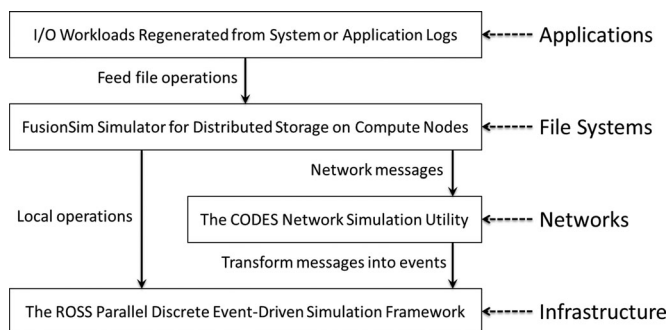 I/O Workloads Regenerated from System or Application Logs
Applications
Feed file operations
FusionSim Simulator for Distributed Storage on Compute Nodes
File Systems
Network messages
Local operations
The CODES Network Simulation Utility
Networks
Transform messages into events
The ROSS Parallel Discrete Event-Driven Simulation Framework
Infrastructure